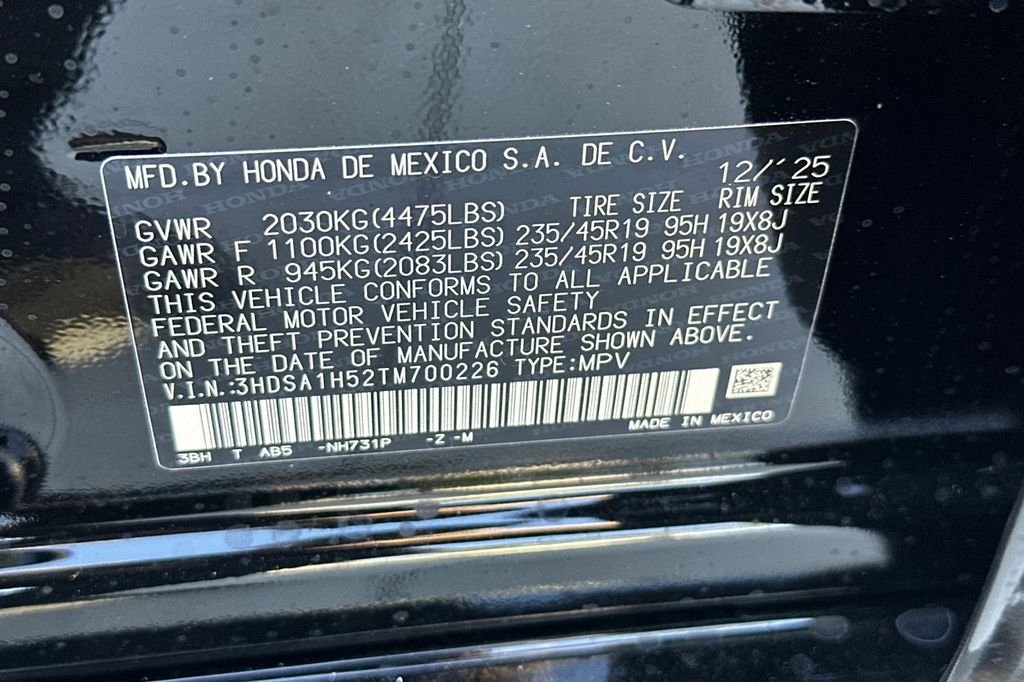 MFD.BY HONDA DE MEXICO S.A. DE C.V. 12/'25
TIRE SIZE RIM SIZE
GVWR 2030KG(4475LBS)
GAWR F 1100KG(2425LBS) 235/45R19 95H 19X8J
GAWR R 945KG(2083LBS) 235/45R19 95H 19X8J
THIS VEHICLE CONFORMS TO ALL APPLICABLE
FEDERAL MOTOR VEHICLE SAFETY
AND THEFT PREVENTION STANDARDS IN EFFECT
ON THE DATE OF MANUFACTURE SHOWN ABOVE.
V.I.N.:3HDSA1H52TM700226 TYPE:MPV
MADE IN MEXICO
3BH T AB5 -NH731P -Z -M